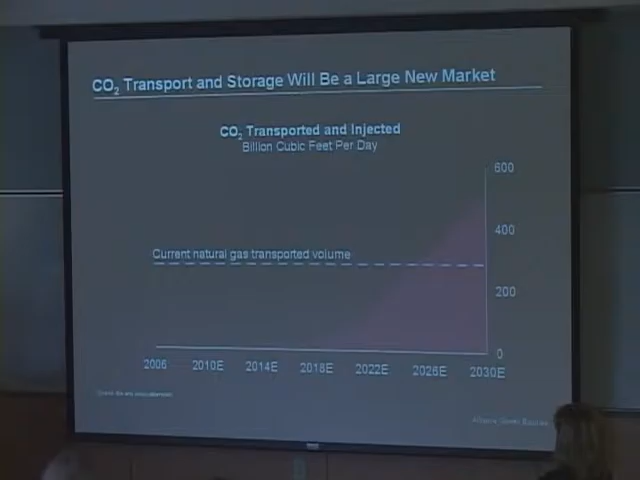 CO2 Transport and Storage Will Be a Large New Market
CO2 Transported and Injected
Billion Cubic Feet Per Day
600
400
Current natural gas transported volume
200
0
2006 2010E 2014E 2018E 2022E 2026E 2030E